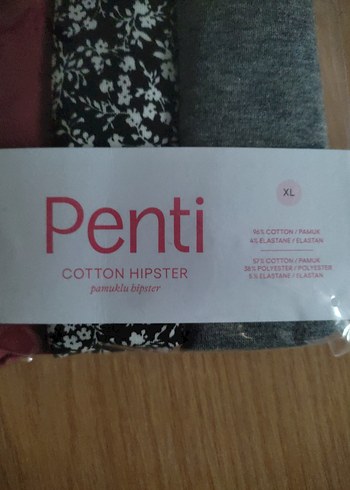 Penti
COTTON HIPSTER
pamuklu hipster
XL
96% COTTON / PAMUK
4% ELASTANE / ELASTAN
57% COTTON / PAMUK
38% POLYESTER / POLYESTER
5% ELASTANE / ELASTAN